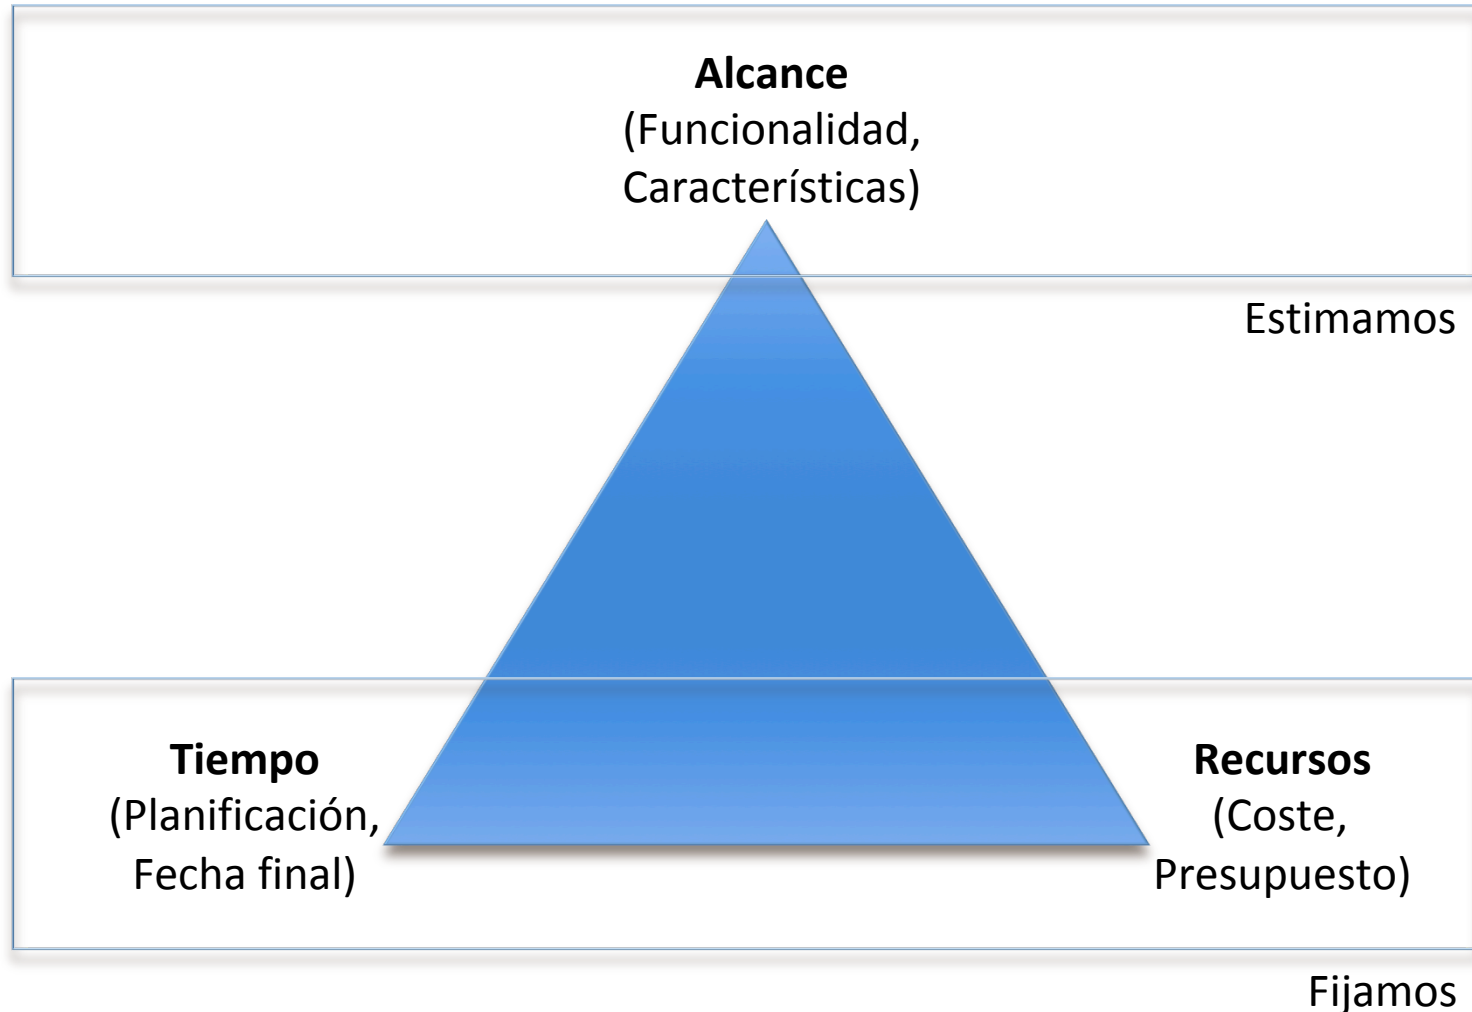 Alcance
(Funcionalidad,
Características)
Estimamos
Tiempo
(Planificación,
Fecha final)
Recursos
(Coste,
Presupuesto)
Fijamos